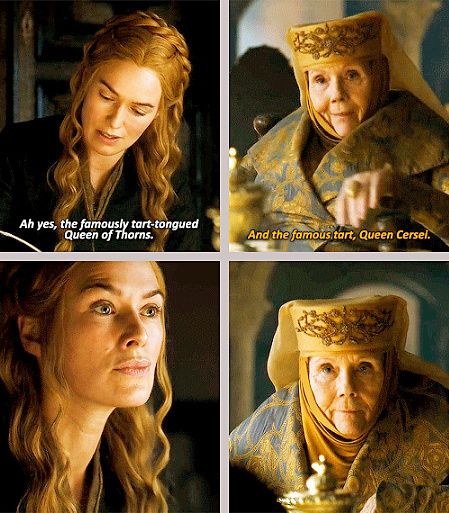 Ah yes, the famously tart-tongued
Queen of Thorns.
And the famous tart, Queen Cersei.